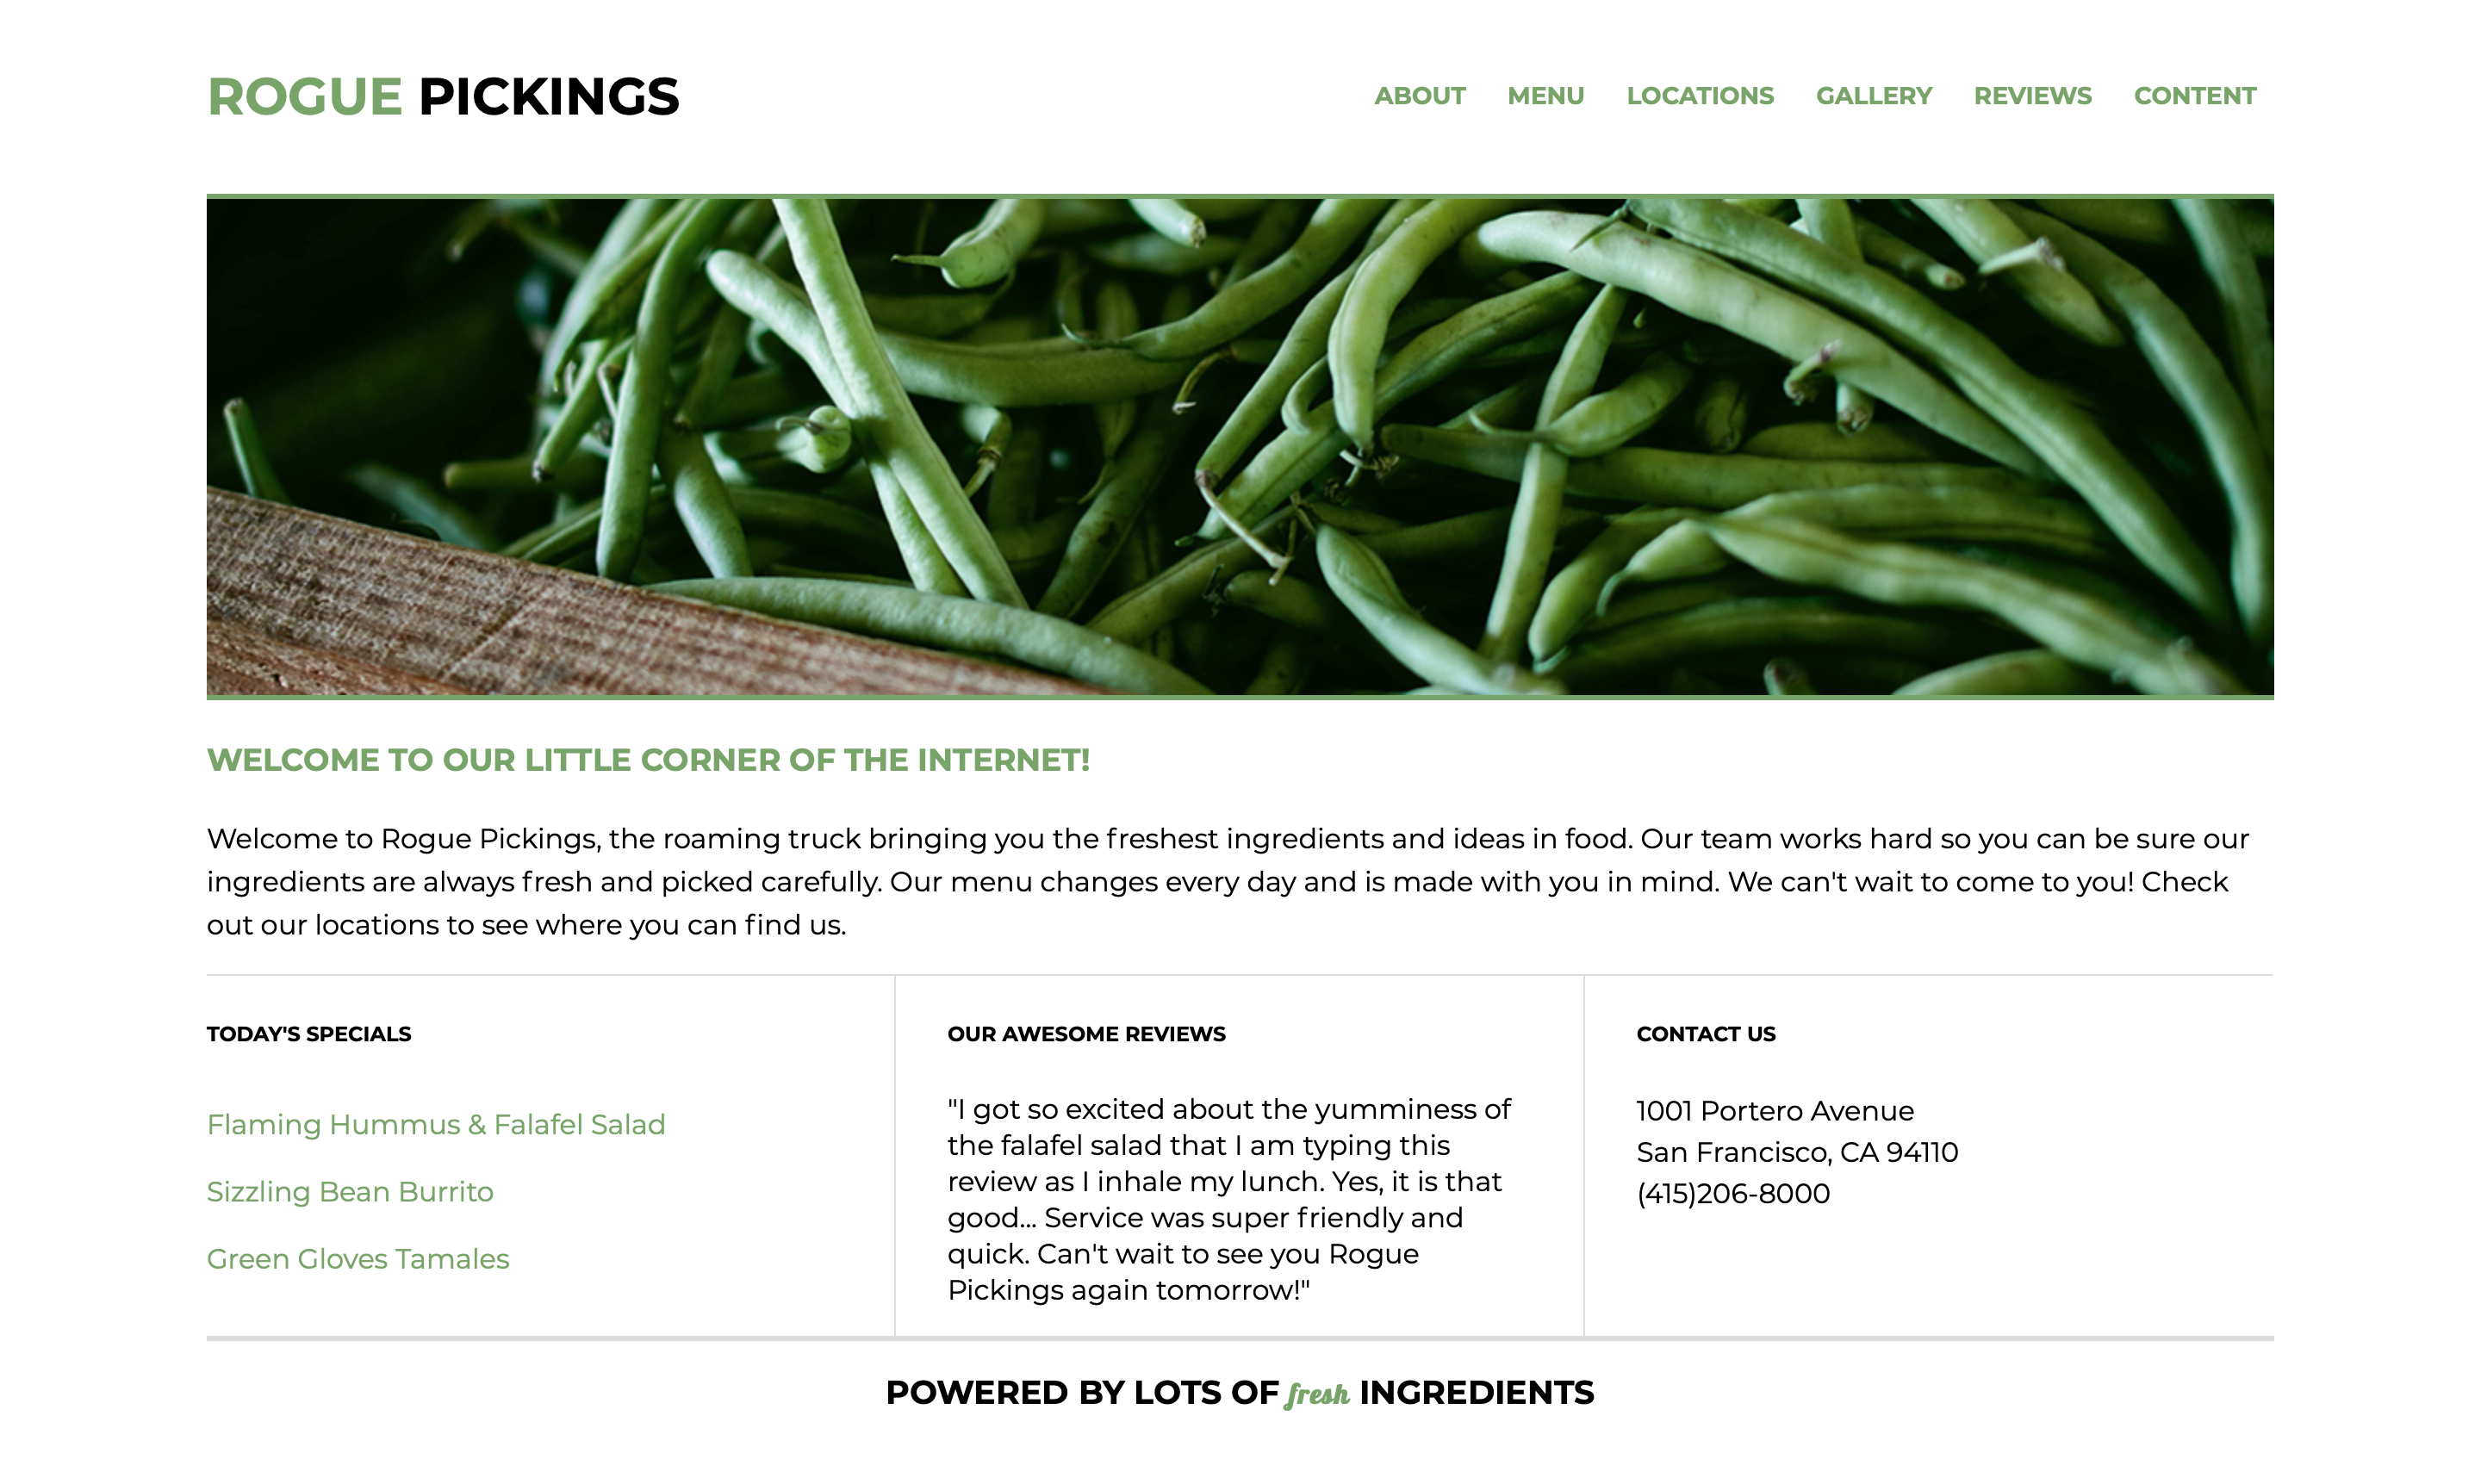 ROGUE PICKINGS
ABOUT MENU LOCATIONS GALLERY REVIEWS CONTENT
WELCOME TO OUR LITTLE CORNER OF THE INTERNET!
Welcome to Rogue Pickings, the roaming truck bringing you the freshest ingredients and ideas in food. Our team works hard so you can be sure our
ingredients are always fresh and picked carefully. Our menu changes every day and is made with you in mind. We can't wait to come to you! Check
out our locations to see where you can find us.
TODAY'S SPECIALS
Flaming Hummus & Falafel Salad
Sizzling Bean Burrito
Green Gloves Tamales
OUR AWESOME REVIEWS
"I got so excited about the yumminess of
the falafel salad that I am typing this
review as I inhale my lunch. Yes, it is that
good... Service was super friendly and
quick. Can't wait to see you Rogue
Pickings again tomorrow!"
CONTACT US
1001 Portero Avenue
San Francisco, CA 94110
(415)206-8000
POWERED BY LOTS OF fresh INGREDIENTS